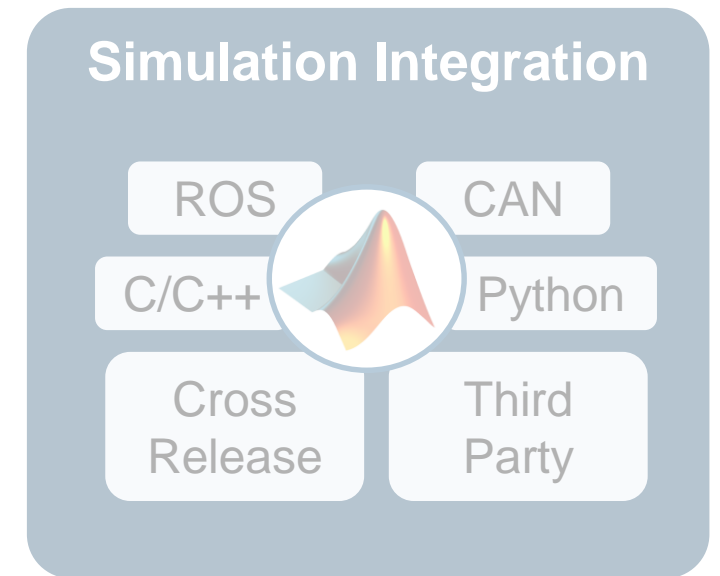 Simulation Integration
ROS
CAN
C/C++
Python
Cross
Release
Third
Party